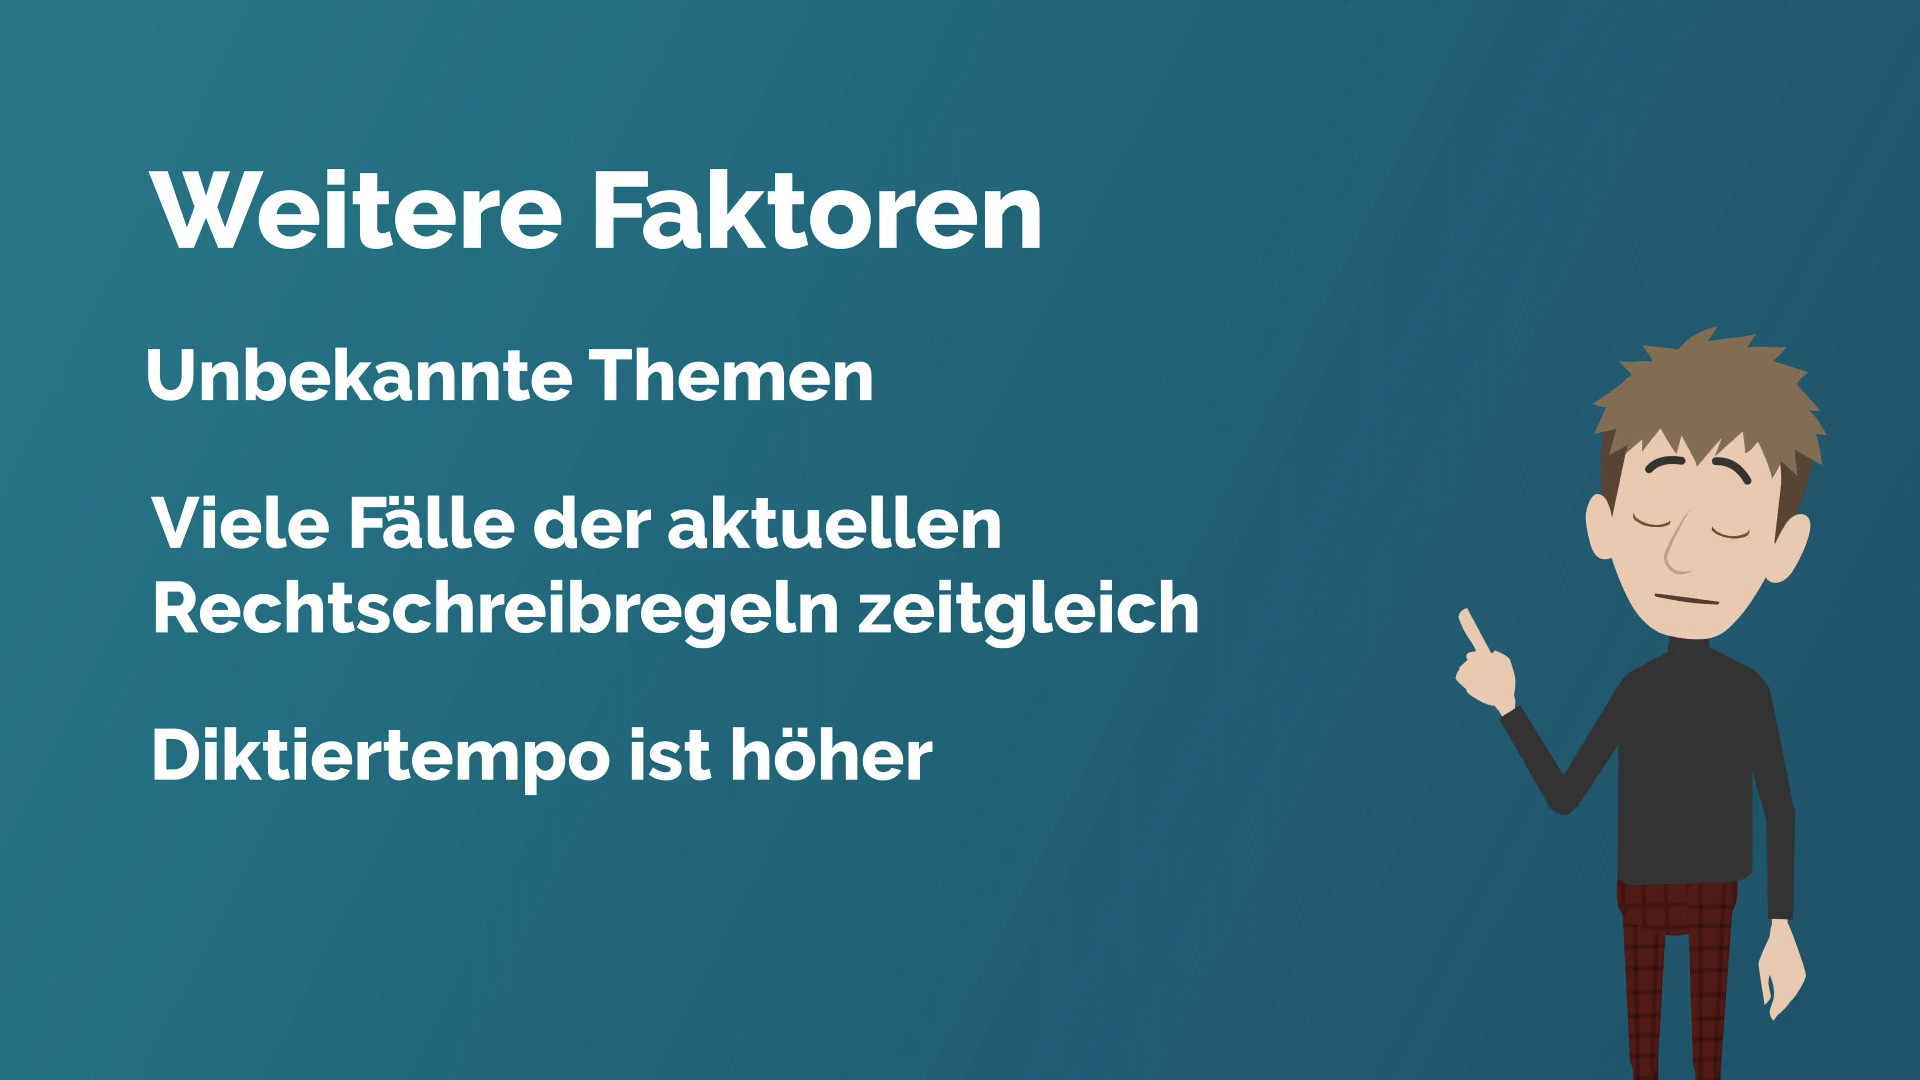 Weitere Faktoren
Unbekannte Themen
Viele Fälle der aktuellen
Rechtschreibregeln zeitgleich
Diktiertempo ist höher